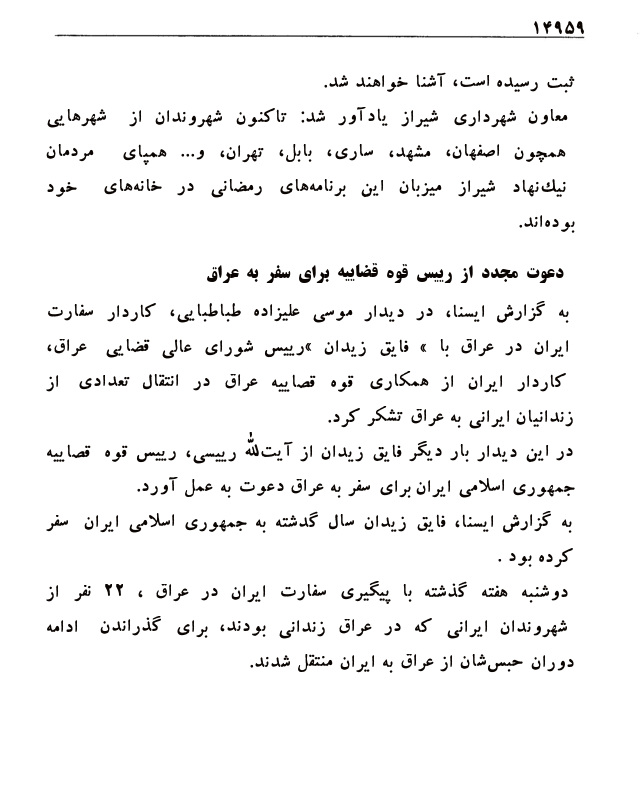 ۱۴۹۵۹
ثبت رسیده است، آشنا خواهند شد.
معاون شهرداری شیراز یادآور شد: تاکنون شهروندان از شهرهایی
همچون اصفهان، مشهد، ساری، بابل، تهران، و... همپای مردمان
نیك‌نهاد شیراز میزبان این برنامه‌های رمضانی در خانه‌های خود
بوده‌اند.
دعوت مجدد از رییس قوه قضاییه برای سفر به عراق
به گزارش ایسنا، در دیدار موسی علیزاده طباطبایی، کاردار سفارت
ایران در عراق با » فایق زیدان »رییس شورای عالی قضایی عراق،
کاردار ایران از همکاری قوه قصاییه عراق در انتقال تعدادی از
زندانیان ایرانی به عراق تشکر کرد.
در این دیدار بار دیگر فایق زیدان از آیت‌الله رییسی، رییس قوه قصاییه
جمهوری اسلامی ایران برای سفر به عراق دعوت به عمل آورد.
به گزارش ایسنا، فایق زیدان سال گدشته به جمهوری اسلامی ایران سفر
کرده بود .
دوشنبه هفته گذشته با پیگیری سفارت ایران در عراق ، ۲۲ نفر از
شهروندان ایرانی که در عراق زندانی بودند، برای گذراندن ادامه
دوران حبس‌شان از عراق به ایران منتقل شدند.